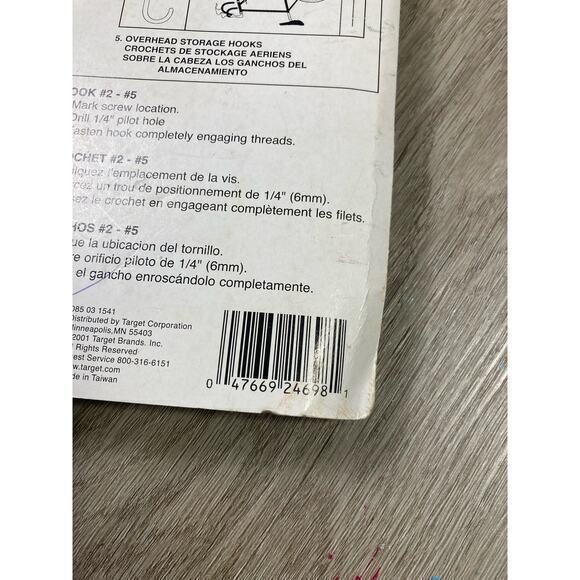 5. OVERHEAD STORAGE HOOKS
CROCHETS DE STOCKAGE AERIENS
SOBRE LA CABEZA LOS GANCHOS DEL
ALMACENAMIENTO
OOK #2 - #5
Mark screw location.
Drill 1/4" pilot hole
asten hook completely engaging threads.
OCHET #2 - #5
iquez l'emplacement de la vis.
rcez un trou de positionnement de 1/4" (6mm).
sez le crochet en engageant complètement les filets.
HOS #2 - #5
ue la ubicacion del tornillo.
re orificio piloto de 1/4" (6mm).
el gancho enroscándolo completamente.
085 03 1541
Distributed by Target Corporation
Minneapolis, MN 55403
2001 Target Brands. Inc.
l Rights Reserved
est Service 800-316-6151
w.target.com
de in Taiwan
0 47669 24698 1